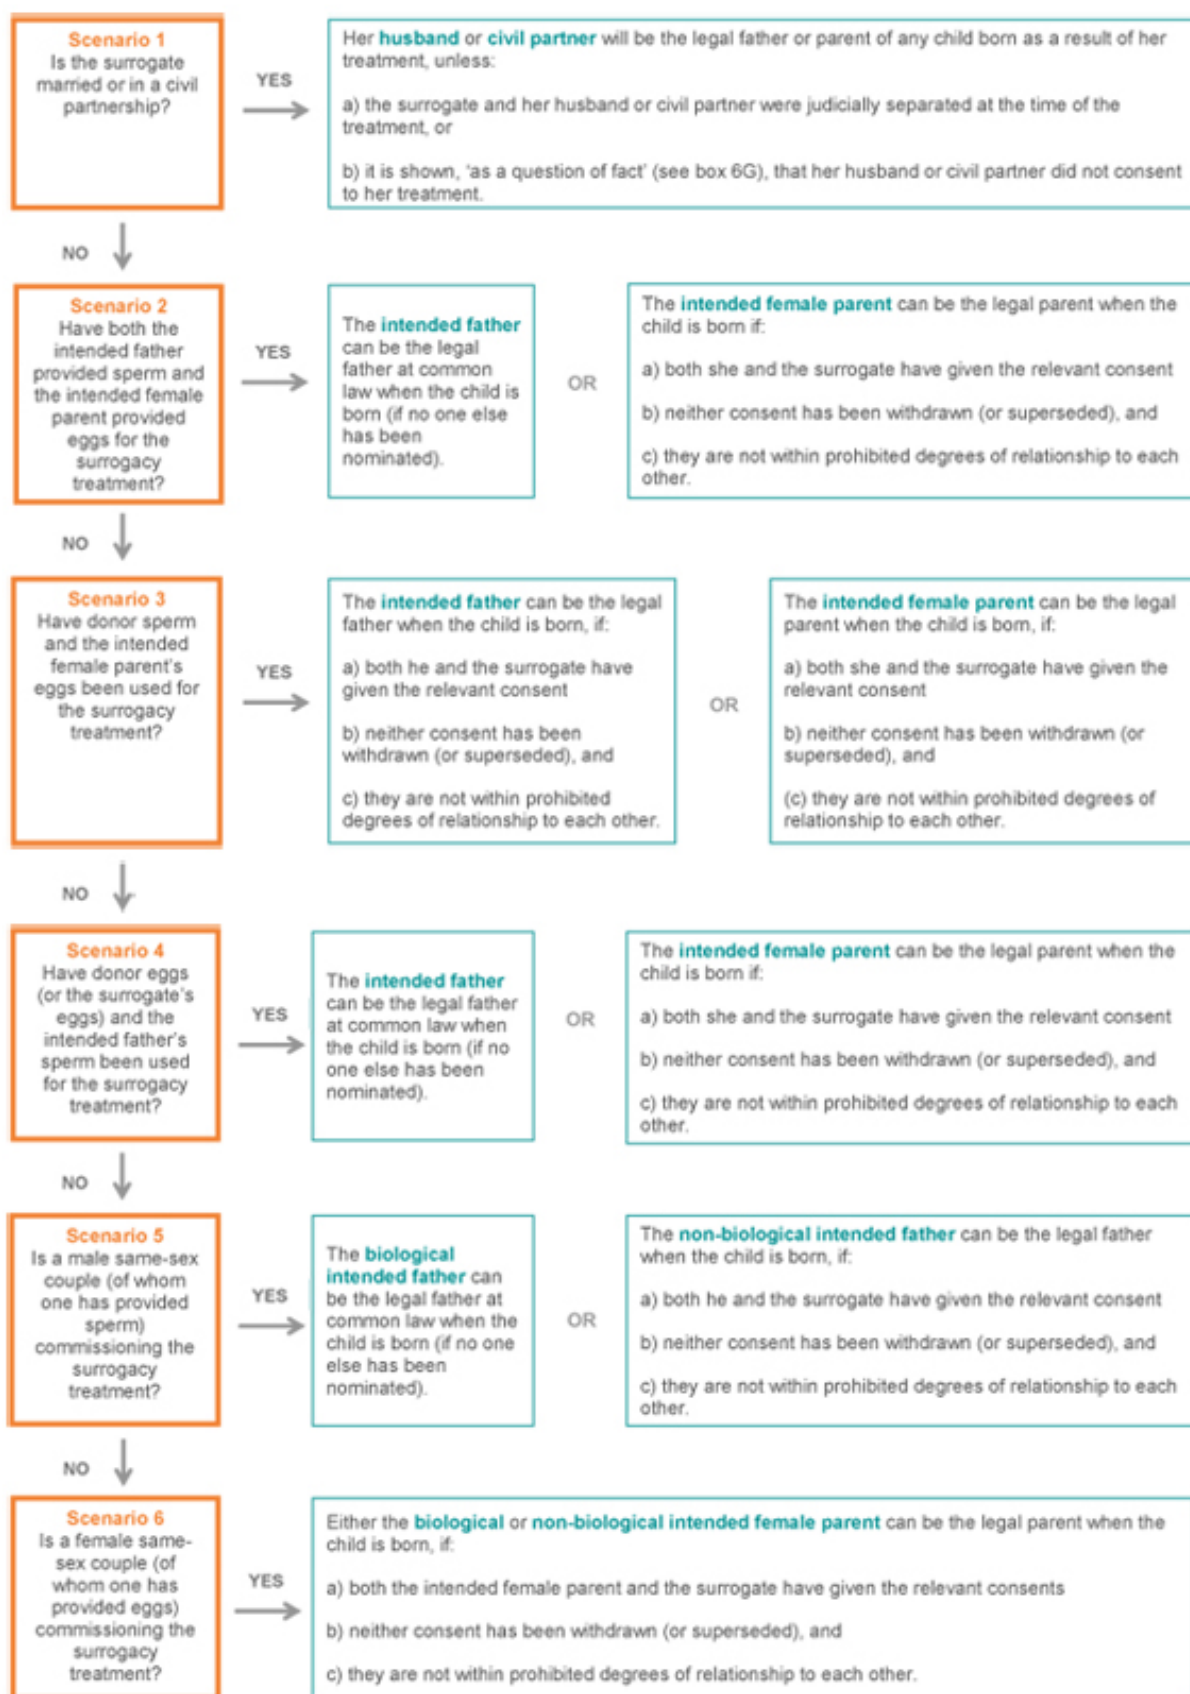 Scenario 1
Is the surrogate
married or in a civil
partnership?
YES
Her husband or civil partner will be the legal father or parent of any child born as a result of her
treatment, unless:
a) the surrogate and her husband or civil partner were judicially separated at the time of the
treatment, or
b) it is shown, ‘as a question of fact’ (see box 6G), that her husband or civil partner did not consent
to her treatment.
NO
Scenario 2
Have both the
intended father
provided sperm and
the intended female
parent provided
eggs for the
surrogacy
treatment?
YES
The intended father
can be the legal
father at common
law when the child is
born (if no one else
has been
nominated).
OR
The intended female parent can be the legal parent when the
child is born if:
a) both she and the surrogate have given the relevant consent
b) neither consent has been withdrawn (or superseded), and
c) they are not within prohibited degrees of relationship to each
other.
NO
Scenario 3
Have donor sperm
and the intended
female parent's
eggs been used for
the surrogacy
treatment?
YES
The intended father can be the legal
father when the child is born, if:
a) both he and the surrogate have
given the relevant consent
b) neither consent has been
withdrawn (or superseded), and
c) they are not within prohibited
degrees of relationship to each other.
OR
The intended female parent can be the legal
parent when the child is born, if:
a) both she and the surrogate have given the
relevant consent
b) neither consent has been withdrawn (or
superseded), and
(c) they are not within prohibited degrees of
relationship to each other.
NO
Scenario 4
Have donor eggs
(or the surrogate's
eggs) and the
intended father's
sperm been used
for the surrogacy
treatment?
YES
The intended father
can be the legal father
at common law when
the child is born (if no
one else has been
nominated).
OR
The intended female parent can be the legal parent when the
child is born if:
a) both she and the surrogate have given the relevant consent
b) neither consent has been withdrawn (or superseded), and
c) they are not within prohibited degrees of relationship to each
other.
NO
Scenario 5
Is a male same-sex
couple (of whom
one has provided
sperm)
commissioning the
surrogacy
treatment?
YES
The biological
intended father can
be the legal father at
common law when the
child is born (if no one
else has been
nominated).
OR
The non-biological intended father can be the legal father
when the child is born, if:
a) both he and the surrogate have given the relevant consent
b) neither consent has been withdrawn (or superseded), and
c) they are not within prohibited degrees of relationship to each
other.
NO
Scenario 6
Is a female same-
sex couple (of
whom one has
provided eggs)
commissioning the
surrogacy
treatment?
YES
Either the biological or non-biological intended female parent can be the legal parent when the
child is born, if:
a) both the intended female parent and the surrogate have given the relevant consents
b) neither consent has been withdrawn (or superseded), and
c) they are not within prohibited degrees of relationship to each other.